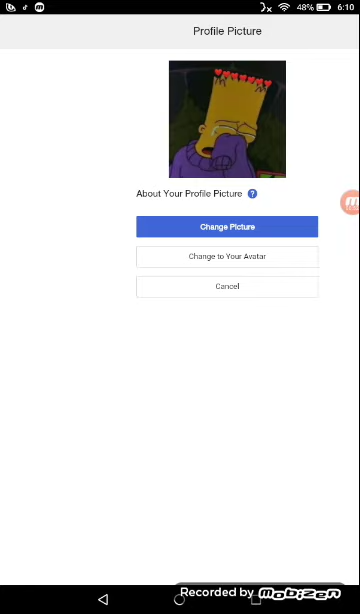 48% 6:10
Profile Picture
About Your Profile Picture ?
Change Picture
Change to Your Avatar
Cancel
Recorded by mobizen